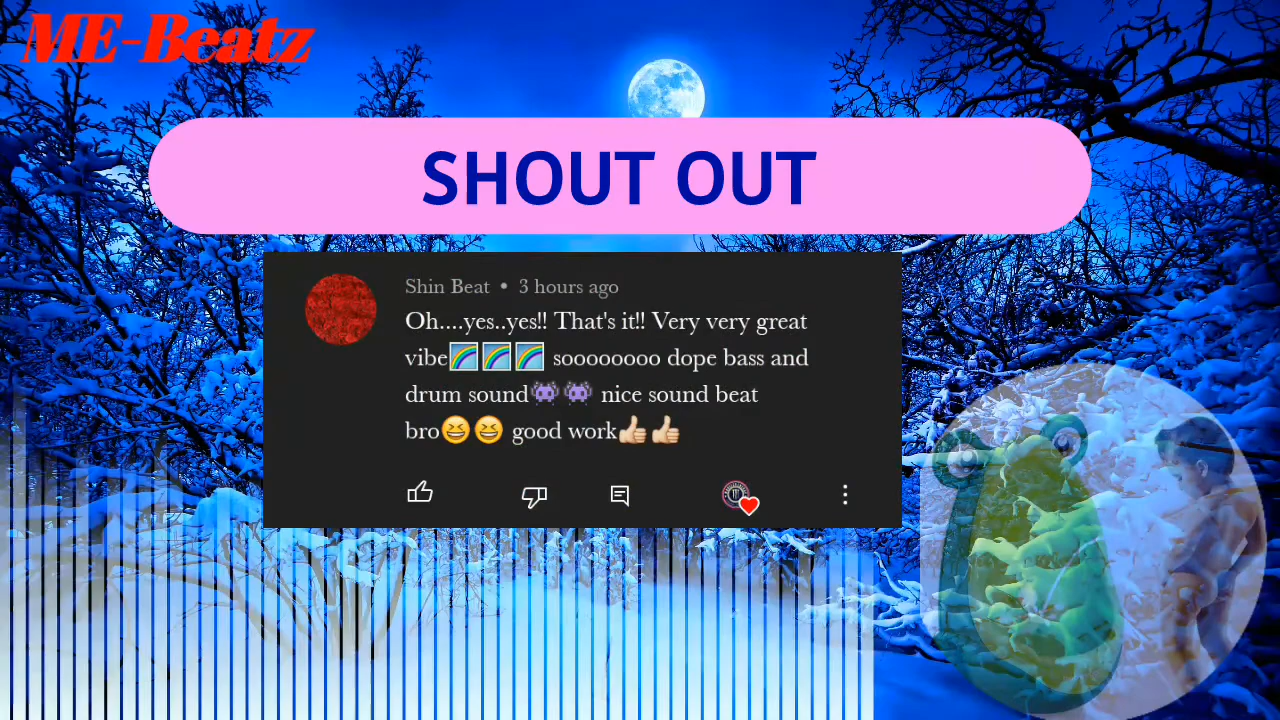 ME-Beatz
SHOUT OUT
Shin Beat • 3 hours ago
Oh....yes..yes!! That's it!! Very very great
vibe🌈🌈🌈 soooooooo dope bass and
drum sound👾👾 nice sound beat
bro😆😆 good work👍🏼👍🏼